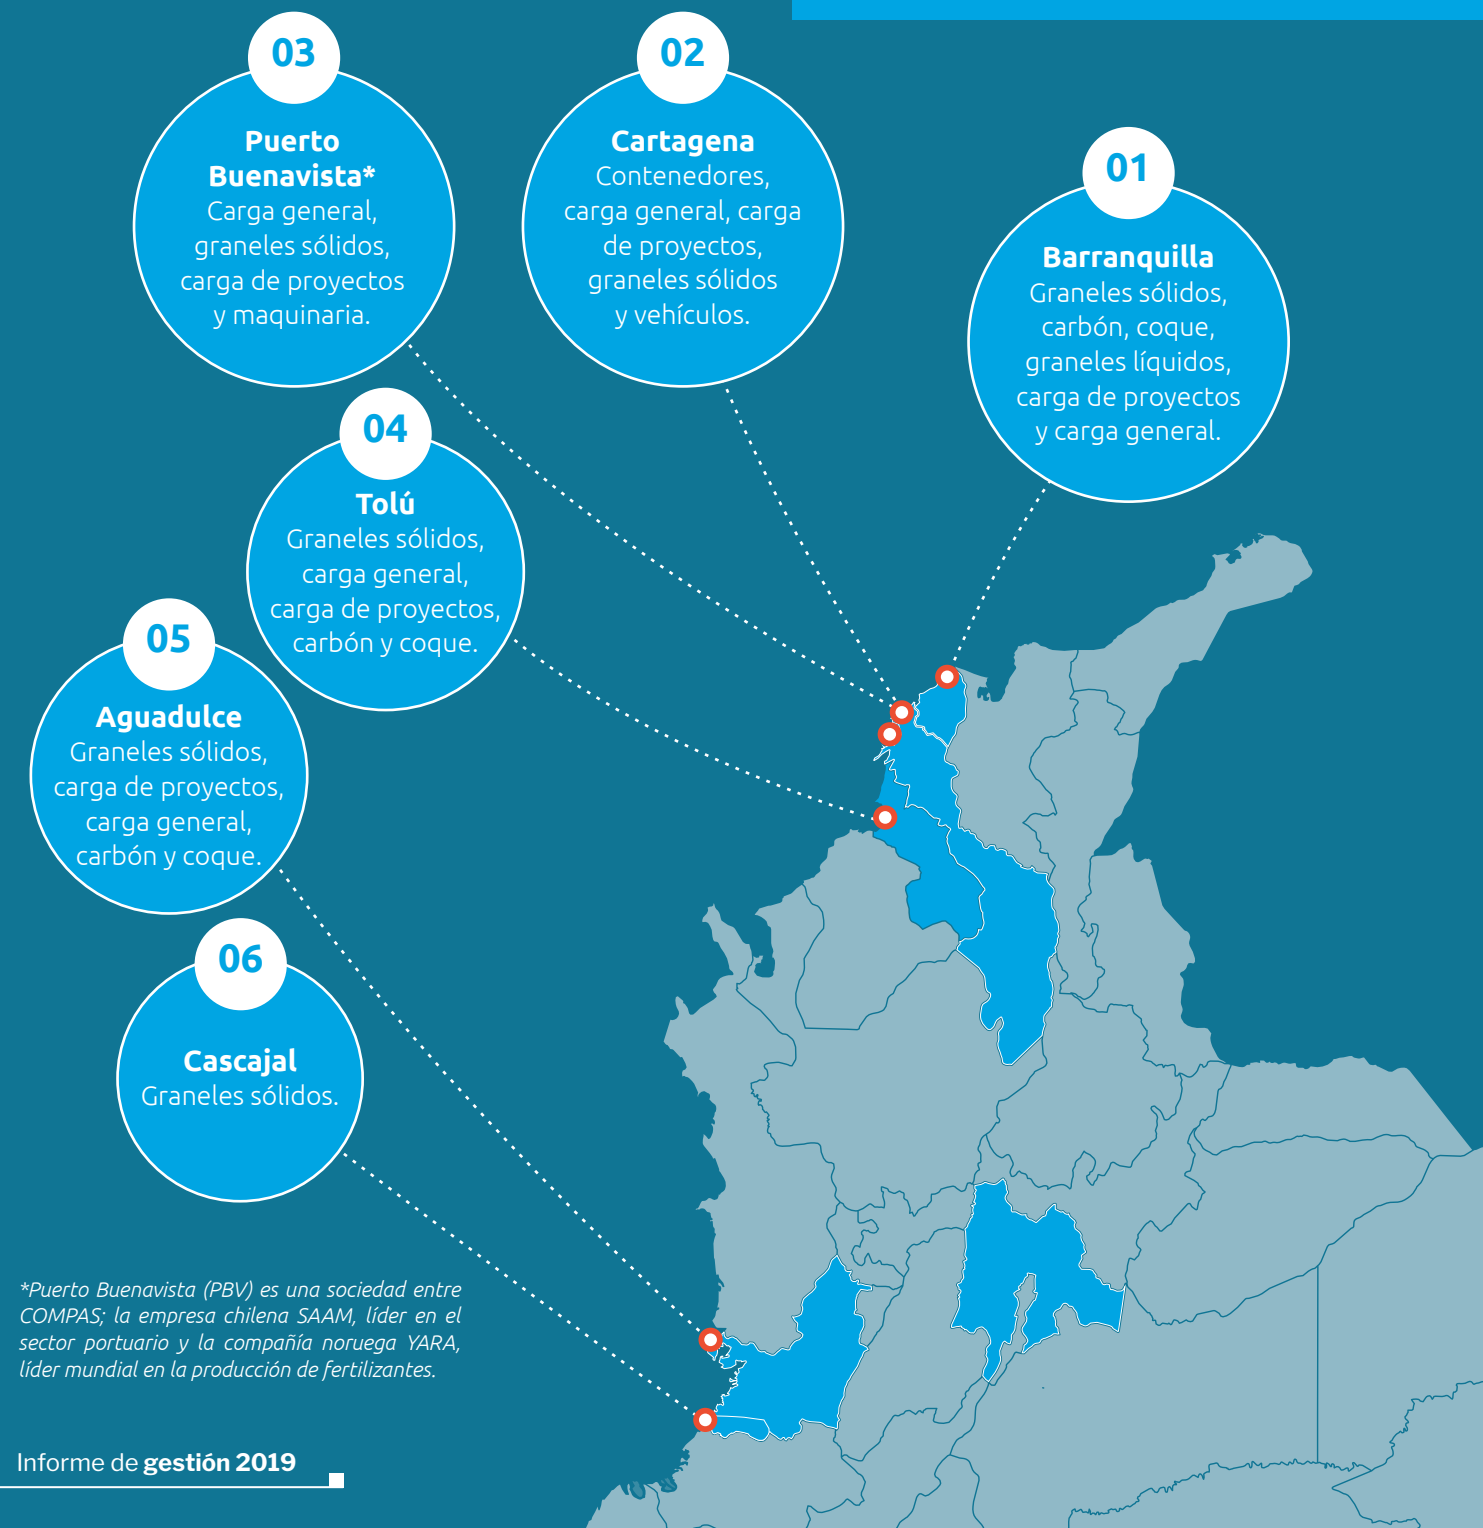 03
Puerto
Buenavista*
Carga general,
graneles sólidos,
carga de proyectos
y maquinaria.
02
Cartagena
Contenedores,
carga general, carga
de proyectos,
graneles sólidos
y vehículos.
01
Barranquilla
Graneles sólidos,
carbón, coque,
graneles líquidos,
carga de proyectos
y carga general.
04
Tolú
Graneles sólidos,
carga general,
carga de proyectos,
carbón y coque.
05
Aguadulce
Graneles sólidos,
carga de proyectos,
carga general,
carbón y coque.
06
Cascajal
Graneles sólidos.
*Puerto Buenavista (PBV) es una sociedad entre
COMPAS; la empresa chilena SAAM, líder en el
sector portuario y la compañía noruega YARA,
líder mundial en la producción de fertilizantes.
Informe de gestión 2019